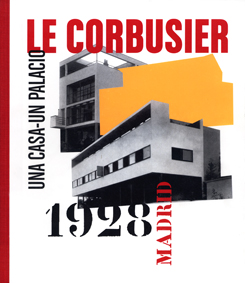 LE CORBUSIER
UNA CASA-UN PALACIO
1928
MADRID